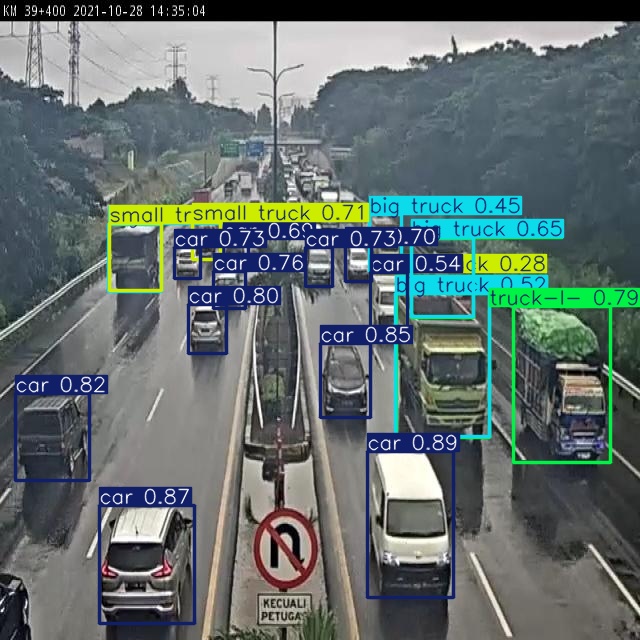 KM 39+400 2021-10-28 14:35:04
big truck 0.45
small tr
small truck 0.71
big truck 0.65
car 0.73
0.60
car 0.73
0.70
car 0.76
car 0.54
ck 0.28
big truck 0.52
car 0.80
truck-l- 0.79
car 0.85
car 0.82
car 0.89
car 0.87
KECUALI
PETUGA